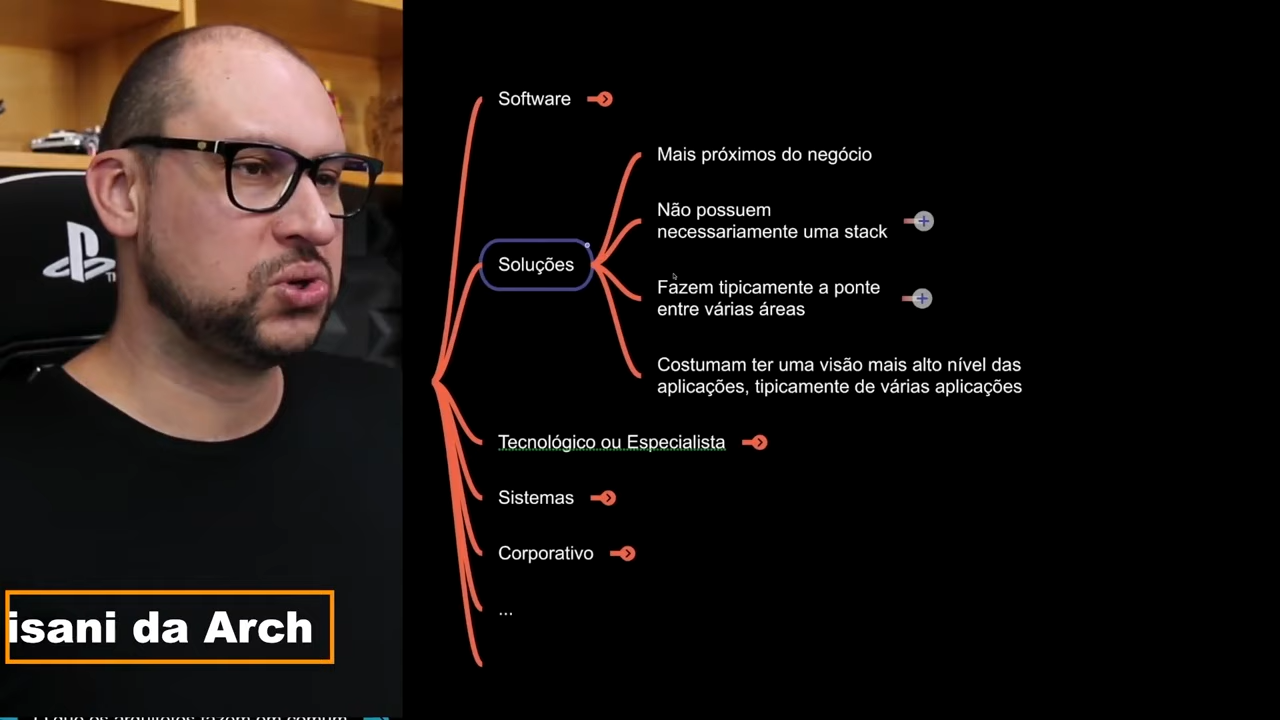 Software
Mais próximos do negócio
Não possuem
necessariamente uma stack
Soluções
Fazem tipicamente a ponte
entre várias áreas
Costumam ter uma visão mais alto nível das
aplicações, tipicamente de várias aplicações
Tecnológico ou Especialista
Sistemas
Corporativo
...
isani da Arch